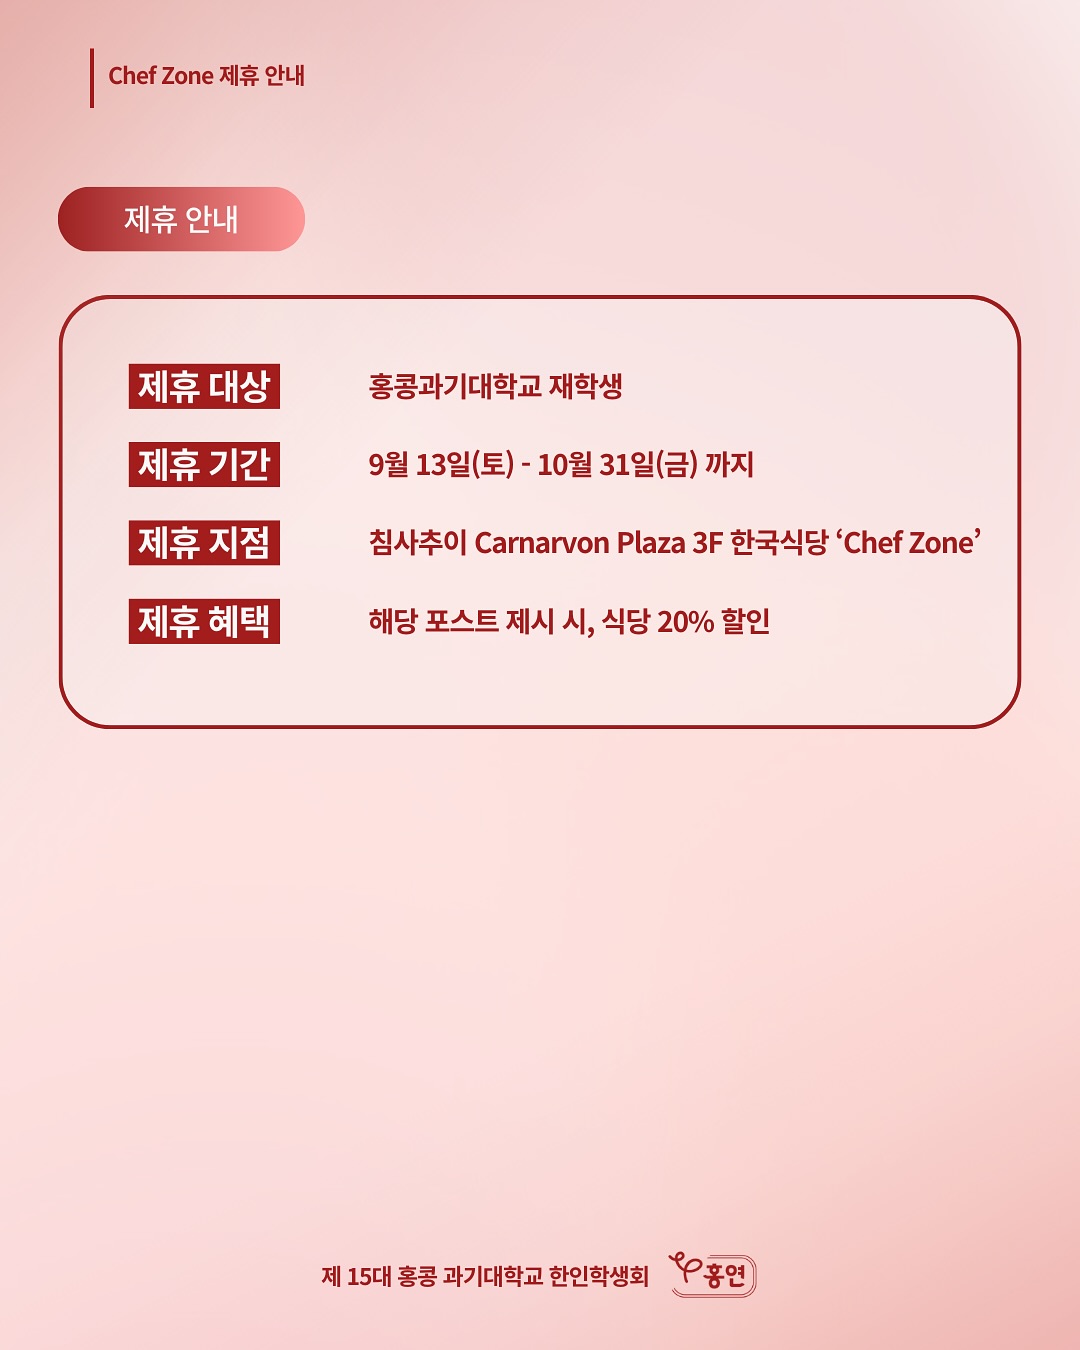 Chef Zone 제휴 안내
제휴 안내
제휴 대상 홍콩과기대학교 재학생
제휴 기간 9월 13일(토) - 10월 31일(금) 까지
제휴 지점 침사추이 Carnarvon Plaza 3F 한국식당 ‘Chef Zone’
제휴 혜택 해당 포스트 제시 시, 식당 20% 할인
제 15대 홍콩 과기대학교 한인학생회 홍연